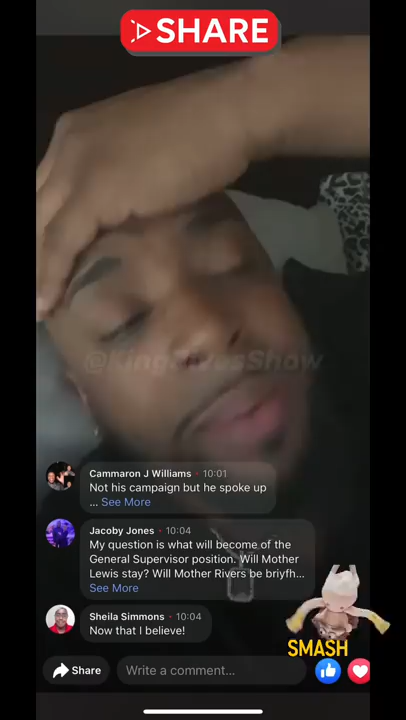 SHARE
@KingRivesShow
Cammaron J Williams • 10:01
Not his campaign but he spoke up
... See More
Jacoby Jones • 10:04
My question is what will become of the
General Supervisor position. Will Mother
Lewis stay? Will Mother Rivers be briyfh...
See More
Sheila Simmons • 10:04
Now that I believe!
SMASH
Share
Write a comment...